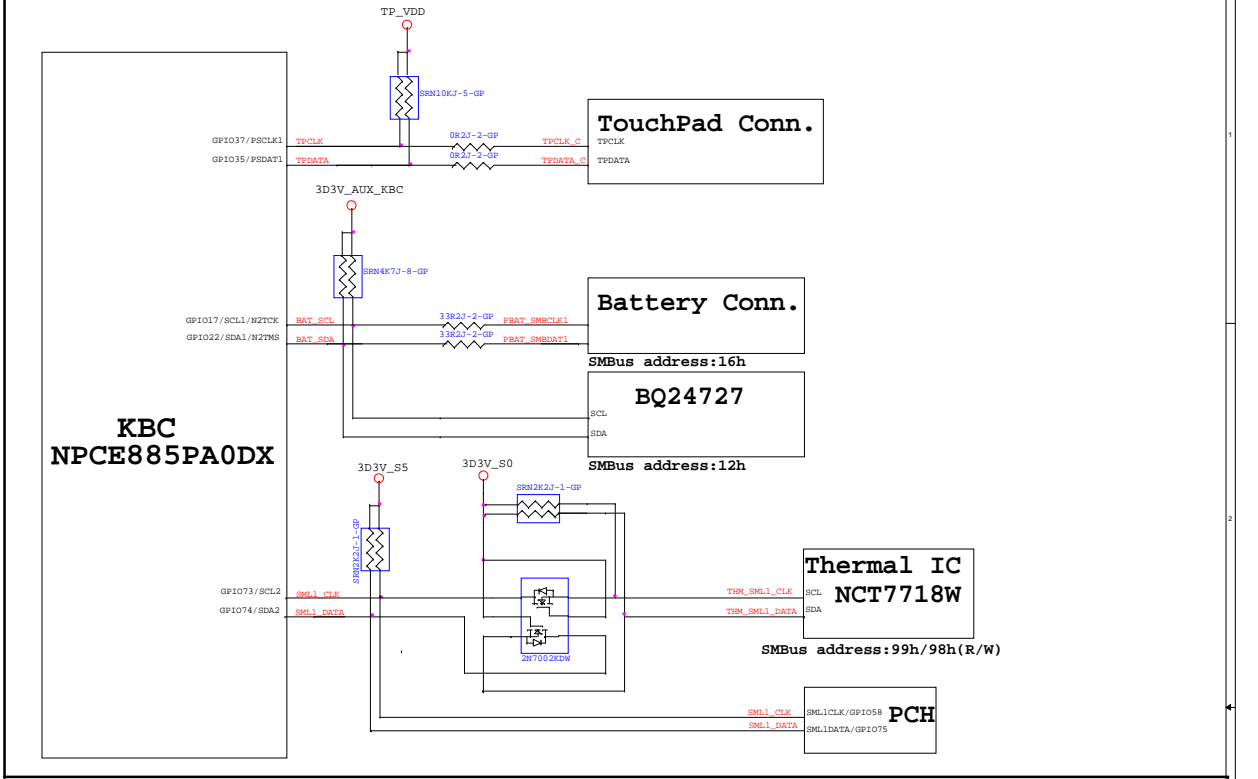 TP_VDD
SRN10KJ-5-GP
TouchPad Conn.
GPIO37/PSCLK1 TPCLK 0R2J-2-GP TPCLK_C TPCLK
GPIO35/PSDAT1 TPDATA 0R2J-2-GP TPDATA_C TPDATA
1
3D3V_AUX_KBC
SRN4K7J-8-GP
Battery Conn.
GPIO17/SCL1/N2TCK BAT_SCL 33R2J-2-GP PBAT_SMBCLK1
GPIO22/SDA1/N2TMS BAT_SDA 33R2J-2-GP PBAT_SMBDAT1
SMBus address:16h
BQ24727
SCL
SDA
SMBus address:12h
KBC
NPCE885PA0DX
3D3V_S5
3D3V_S0
SRN2K2J-1-GP
SRN2K2J-1-GP
2
Thermal IC
NCT7718W
GPIO73/SCL2 SML1_CLK THM_SML1_CLK SCL
GPIO74/SDA2 SML1_DATA THM_SML1_DATA SDA
2N7002KDW
SMBus address:99h/98h(R/W)
SML1_CLK SML1CLK/GPIO58
PCH
SML1_DATA SML1DATA/GPIO75